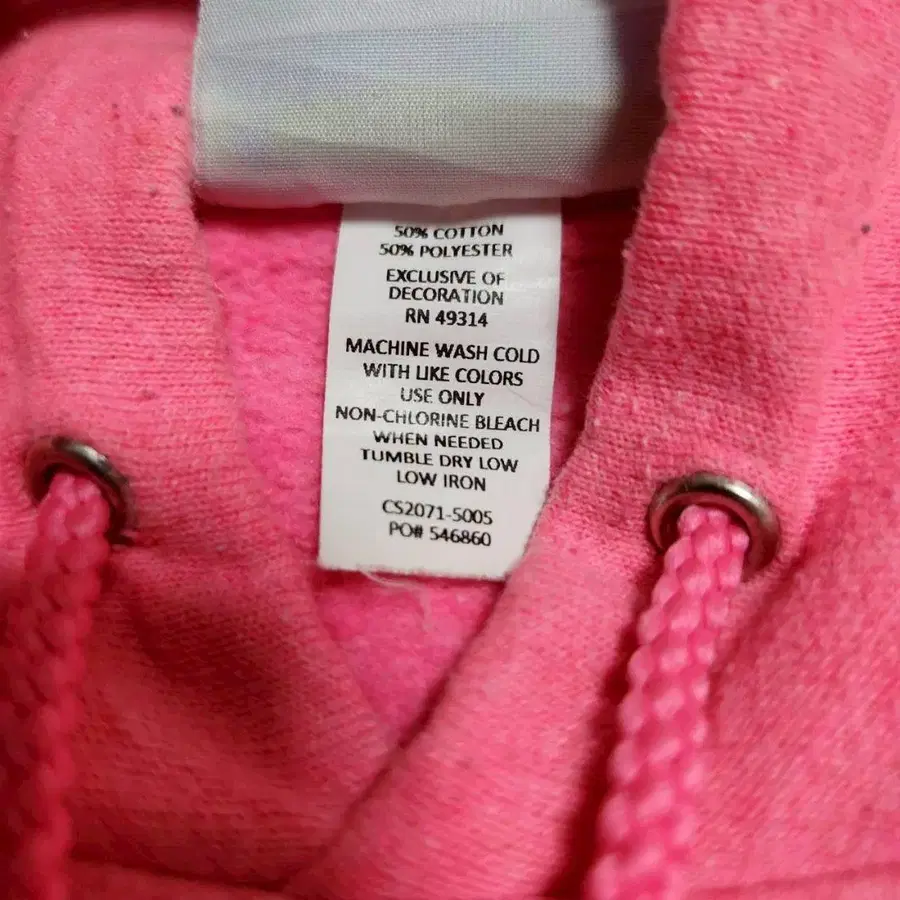 50% COTTON
50% POLYESTER
EXCLUSIVE OF
DECORATION
RN 49314
MACHINE WASH COLD
WITH LIKE COLORS
USE ONLY
NON-CHLORINE BLEACH
WHEN NEEDED
TUMBLE DRY LOW
LOW IRON
CS2071-5005
PO# 546860